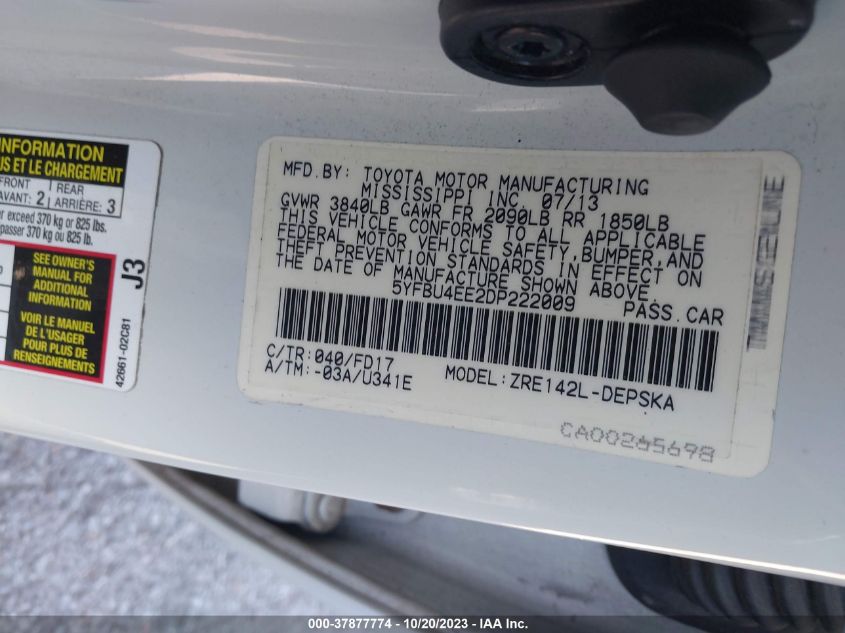 INFORMATION
US ET LE CHARGEMENT
FRONT
AVANT: 2
REAR
ARRIÈRE: 3
er exceed 370 kg or 825 lbs.
passer 370 kg ou 825 lb.
SEE OWNER'S
MANUAL FOR
ADDITIONAL
INFORMATION
VOIR LE MANUEL
DE L'USAGER
POUR PLUS DE
RENSEIGNEMENTS
J3
42661-02C81
MFD.BY: TOYOTA MOTOR MANUFACTURING
MISSISSIPPI INC. 07/13
GVWR 3840LB GAWR FR 2090LB RR 1850LB
THIS VEHICLE CONFORMS TO ALL APPLICABLE
FEDERAL MOTOR VEHICLE SAFETY, BUMPER, AND
THEFT PREVENTION STANDARDS IN EFFECT ON
THE DATE OF MANUFACTURE SHOWN ABOVE.
5YFBU4EE2DP222009 PASS.CAR
C/TR:040/FD17
A/TM:-03A/U341E MODEL:ZRE142L-DEPSKA
CA00265698
000-37877774 - 10/20/2023 - IAA Inc.